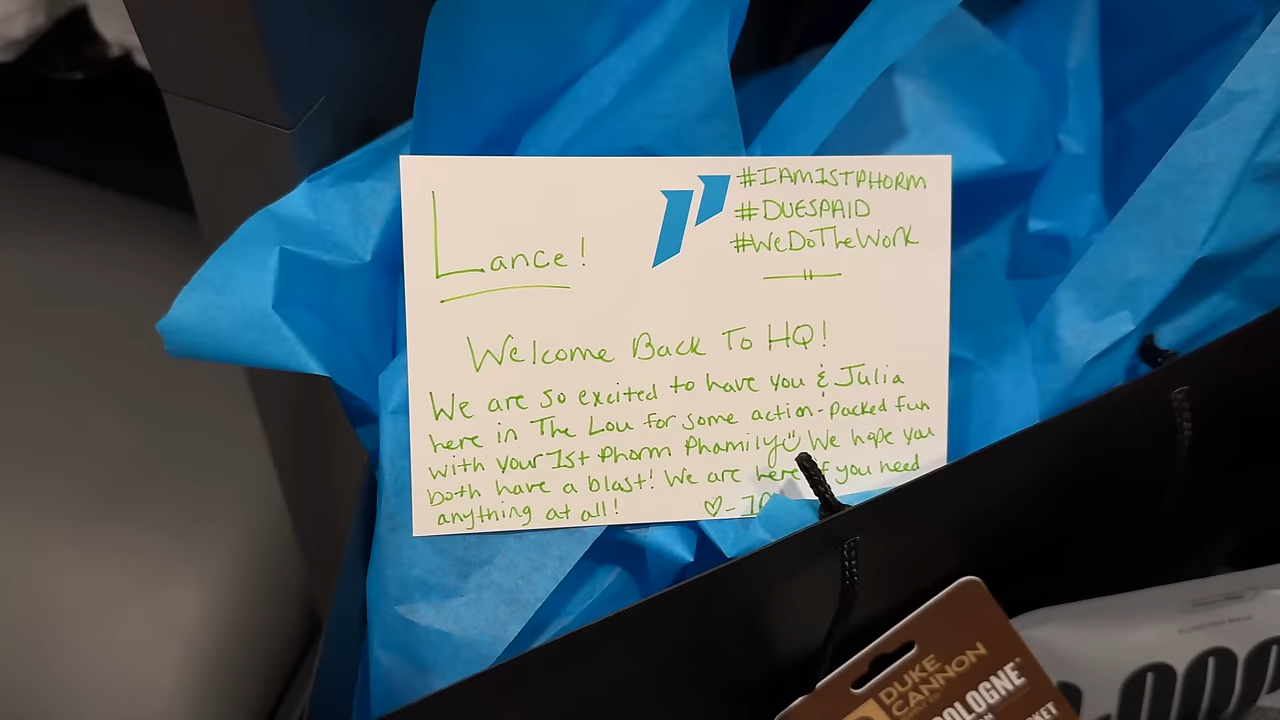 Lance!
#IAM1STPHORM
#DUESPAID
#WeDoTheWork
Welcome Back To HQ!
We are so excited to have you & Julia
here in The Lou for some action-packed fun
with your 1st Phorm Phamily☺ We hope you
both have a blast! We are here if you need
anything at all! ♡-
DUKE
CANNON